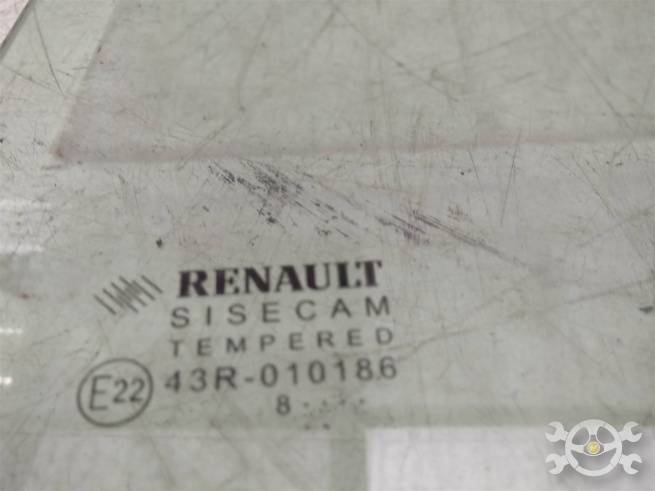 RENAULT
SISECAM
TEMPERED
E22 43R-010186
8····